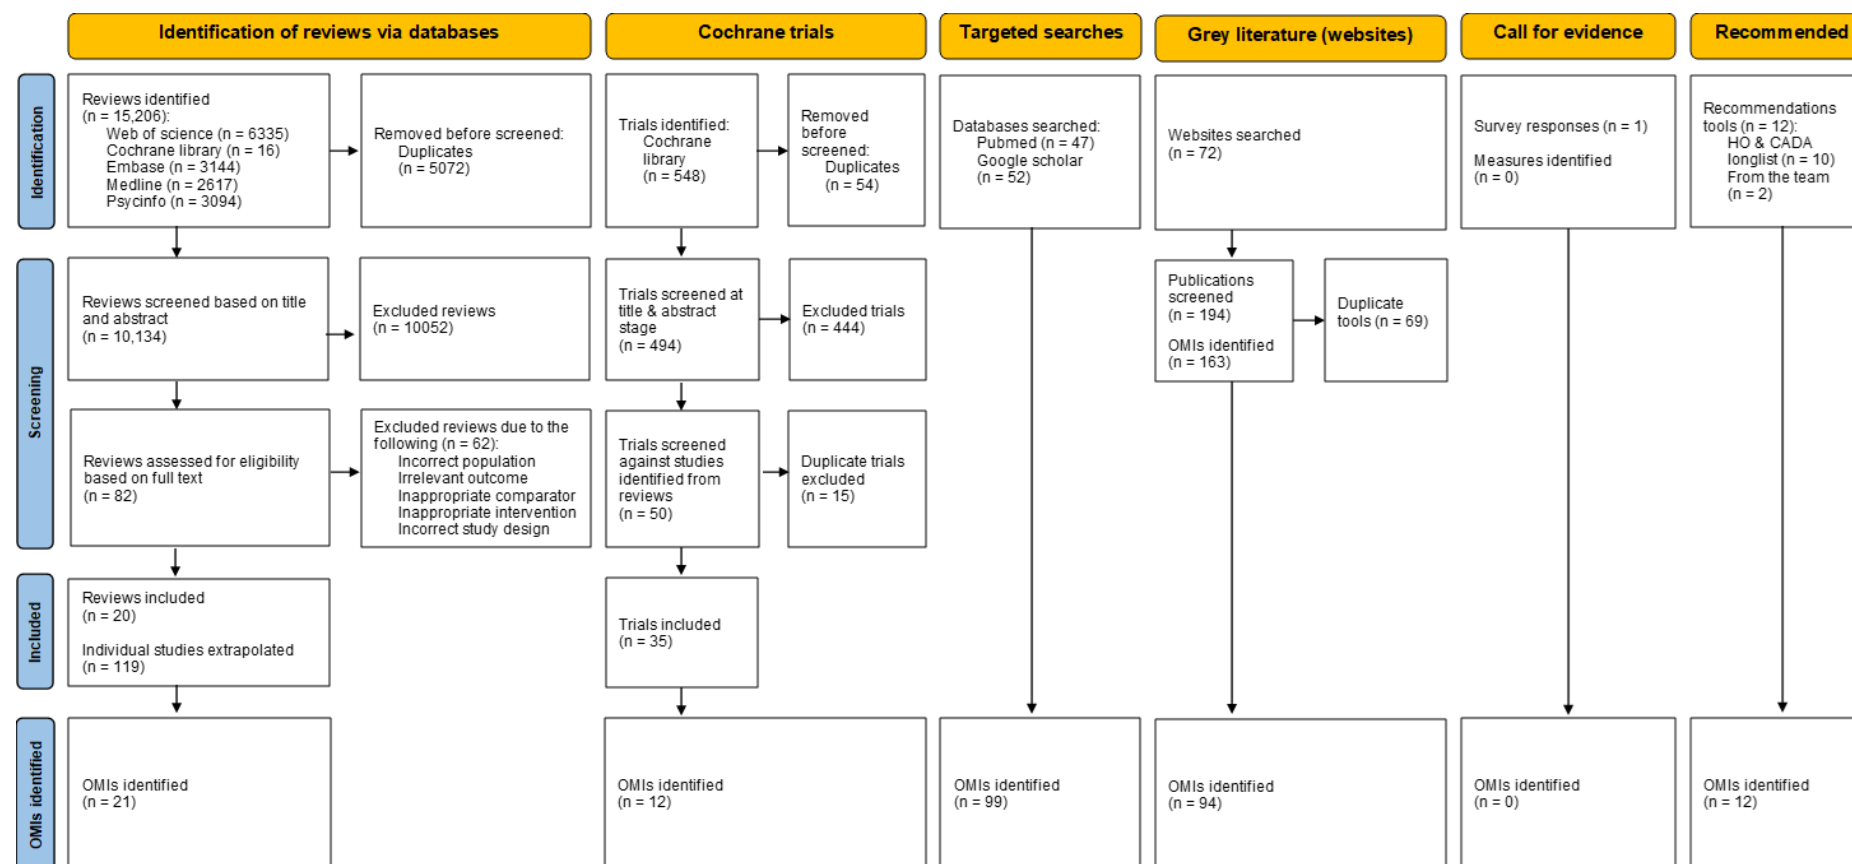 Identification of reviews via databases
Cochrane trials
Targeted searches
Grey literature (websites)
Call for evidence
Recommended
Identification
Reviews identified
(n = 15,206):
Web of science (n = 6335)
Cochrane library (n = 16)
Embase (n = 3144)
Medline (n = 2617)
Psycinfo (n = 3094)
Removed before screened:
Duplicates
(n = 5072)
Trials identified:
Cochrane
library
(n = 548)
Removed
before
screened:
Duplicates
(n = 54)
Databases searched:
Pubmed (n = 47)
Google scholar
(n = 52)
Websites searched
(n = 72)
Survey responses (n = 1)
Measures identified
(n = 0)
Recommendations
tools (n = 12):
HO & CADA
longlist (n = 10)
From the team
(n = 2)
Screening
Reviews screened based on title
and abstract
(n = 10,134)
Excluded reviews
(n = 10052)
Trials screened at
title & abstract
stage
(n = 494)
Excluded trials
(n = 444)
Publications
screened
(n = 194)
OMIs identified
(n = 163)
Duplicate
tools (n = 69)
Reviews assessed for eligibility
based on full text
(n = 82)
Excluded reviews due to the
following (n = 62):
Incorrect population
Irrelevant outcome
Inappropriate comparator
Inappropriate intervention
Incorrect study design
Trials screened
against studies
identified from
reviews
(n = 50)
Duplicate trials
excluded
(n = 15)
Included
Reviews included
(n = 20)
Individual studies extrapolated
(n = 119)
Trials included
(n = 35)
OMIs identified
OMIs identified
(n = 21)
OMIs identified
(n = 12)
OMIs identified
(n = 99)
OMIs identified
(n = 94)
OMIs identified
(n = 0)
OMIs identified
(n = 12)